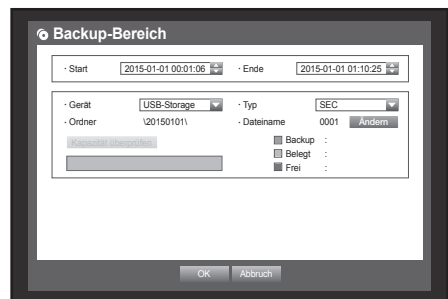 Backup-Bereich
· Start 2015-01-01 00:01:06 · Ende 2015-01-01 01:10:25
· Gerät USB-Storage · Typ SEC
· Ordner \20150101\ · Dateiname 0001 Ändern
Kapazität überprüfen Backup :
Belegt :
Frei :
OK Abbruch